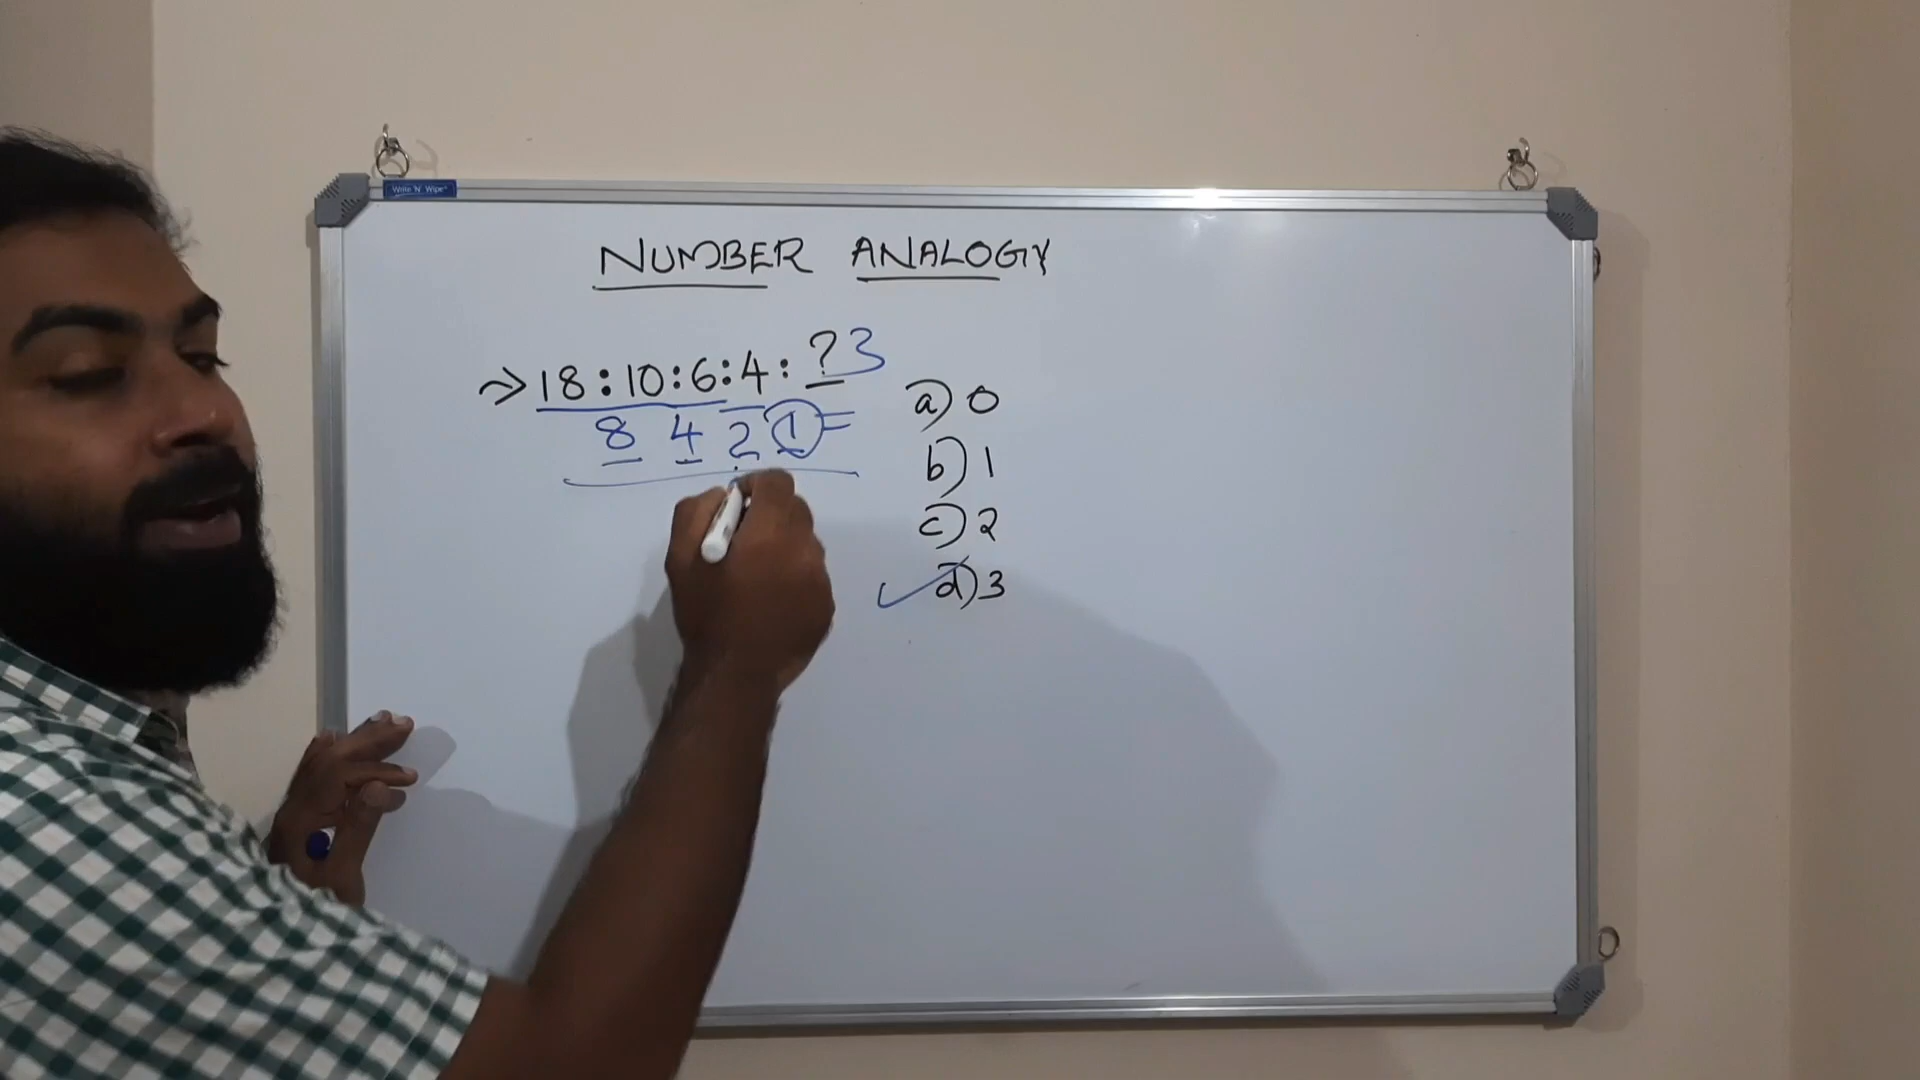 Write 'N' Wipe
NUMBER ANALOGY
18:10:6:4:? 3
8 4 2 1 =
a) 0
b) 1
c) 2
d) 3